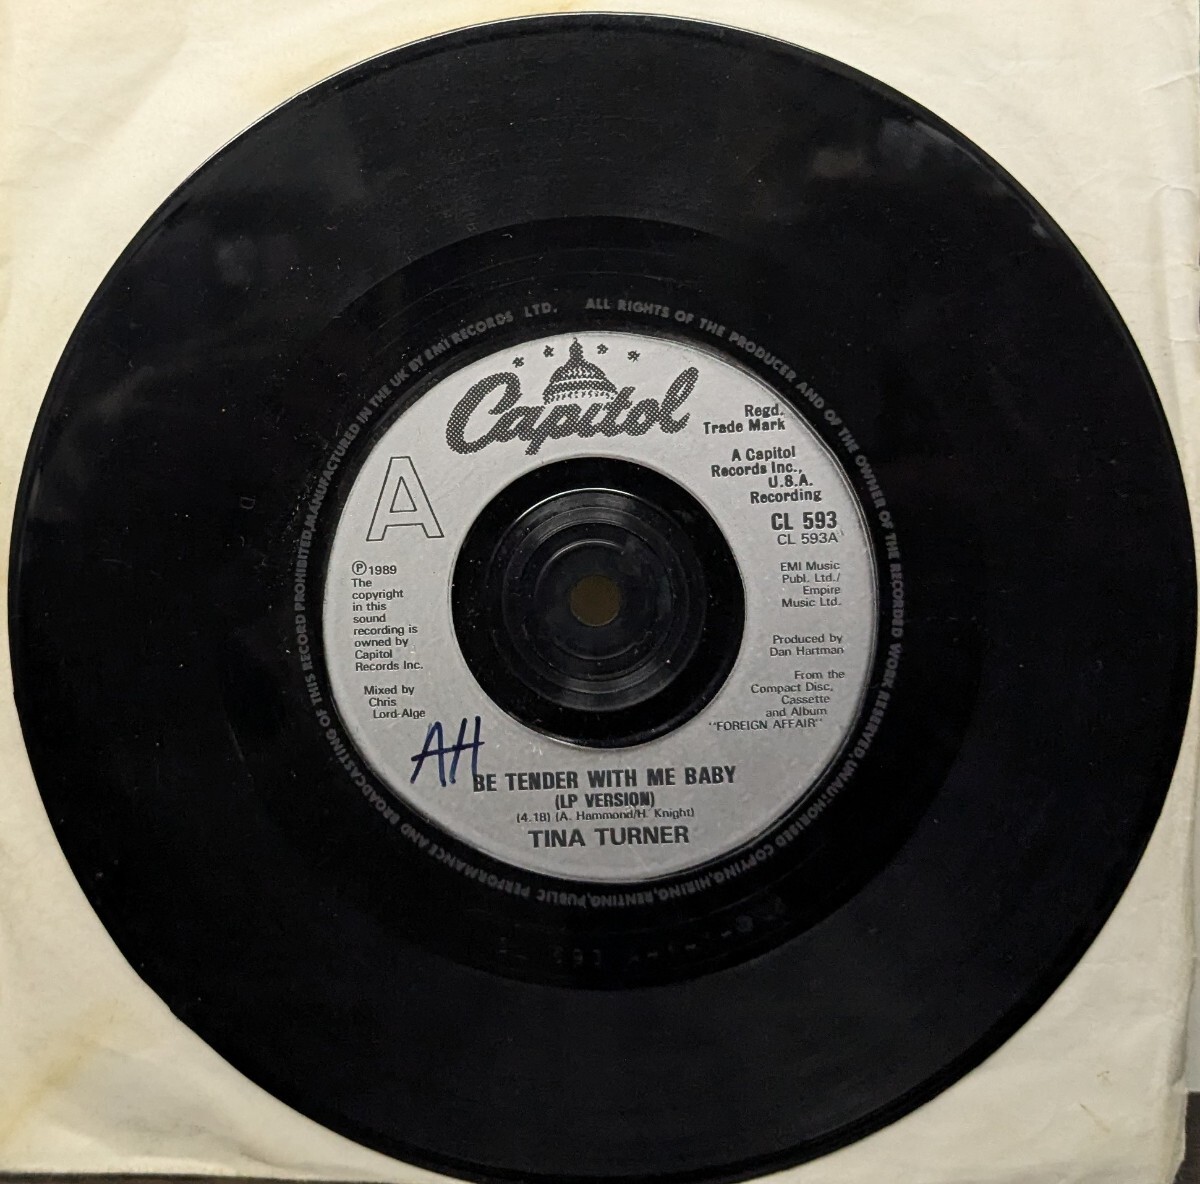 MANUFACTURED IN THE UK BY EMI RECORDS LTD. ALL RIGHTS OF THE PRODUCER AND OF THE OWNER OF THE RECORDED WORK RESERVED, UNAUTHORISED COPYING, HIRING, RENTING, PUBLIC PERFORMANCE AND BROADCASTING OF THIS RECORD PROHIBITED,
Capitol
Regd.
Trade Mark
A Capitol
Records Inc.,
U.S.A.
Recording
A
CL 593
CL 593A
℗ 1989
The
copyright
in this
sound
recording is
owned by
Capitol
Records Inc.
Mixed by
Chris
Lord-Alge
EMI Music
Publ. Ltd./
Empire
Music Ltd.
Produced by
Dan Hartman
From the
Compact Disc,
Cassette
and Album
"FOREIGN AFFAIR"
AH
BE TENDER WITH ME BABY
(LP VERSION)
(4.18) (A. Hammond/H. Knight)
TINA TURNER